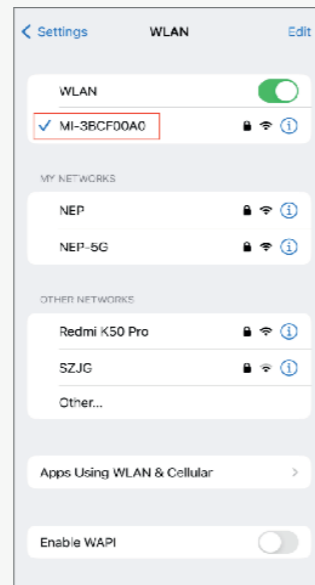 Settings WLAN Edit
WLAN
MI-3BCF00A0
MY NETWORKS
NEP
NEP-5G
OTHER NETWORKS
Redmi K50 Pro
SZJG
Other...
Apps Using WLAN & Cellular
Enable WAPI